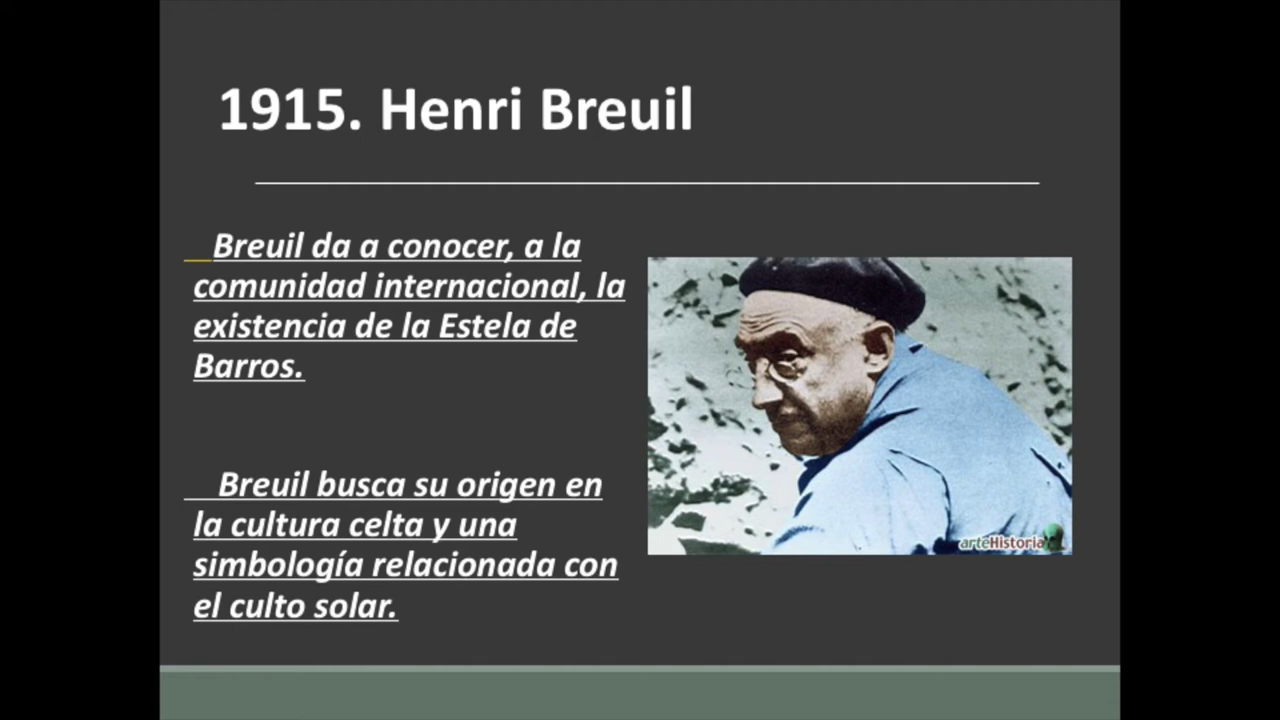 1915. Henri Breuil
Breuil da a conocer, a la
comunidad internacional, la
existencia de la Estela de
Barros.
Breuil busca su origen en
la cultura celta y una
simbología relacionada con
el culto solar.
arteHistoria